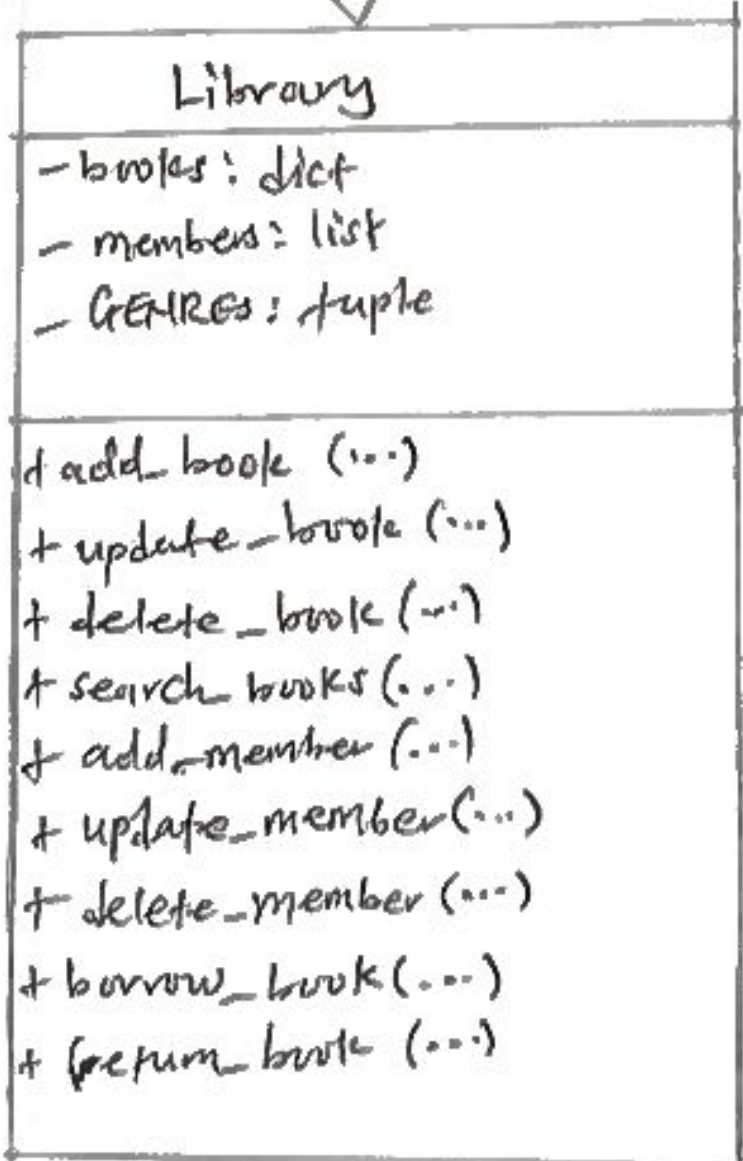 Library
- books: dict
- members: list
- GENRES: tuple
+ add_book (...)
+ update_book (...)
+ delete_book (...)
+ search_books (...)
+ add_member (...)
+ update_member (...)
+ delete_member (...)
+ borrow_book (...)
+ return_book (...)